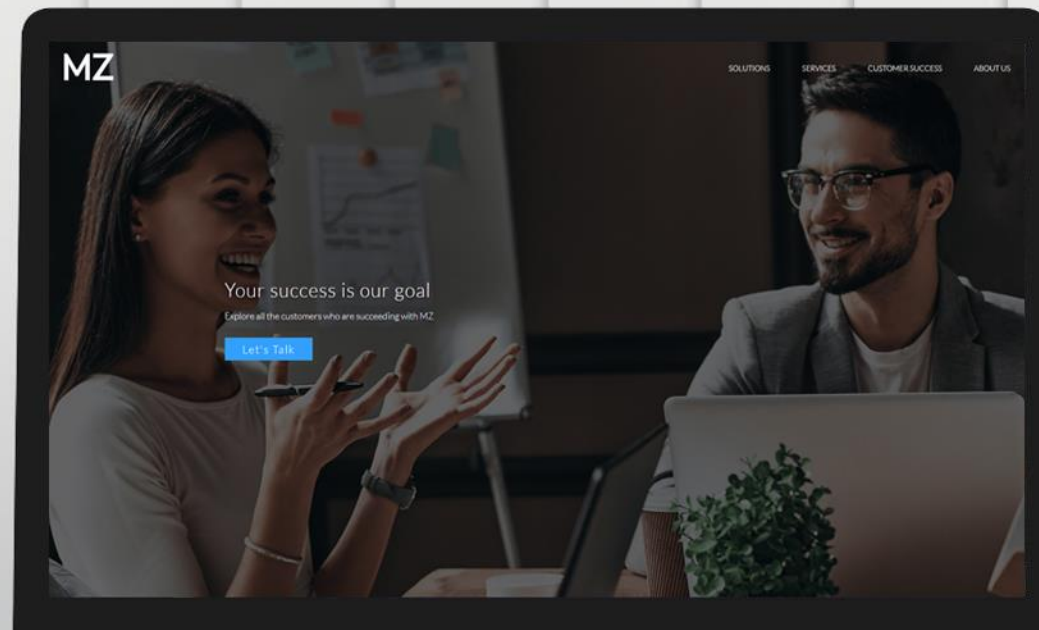 MZ
SOLUTIONS SERVICES CUSTOMER SUCCESS ABOUT US
Your success is our goal
Explore all the customers who are succeeding with MZ
Let's Talk